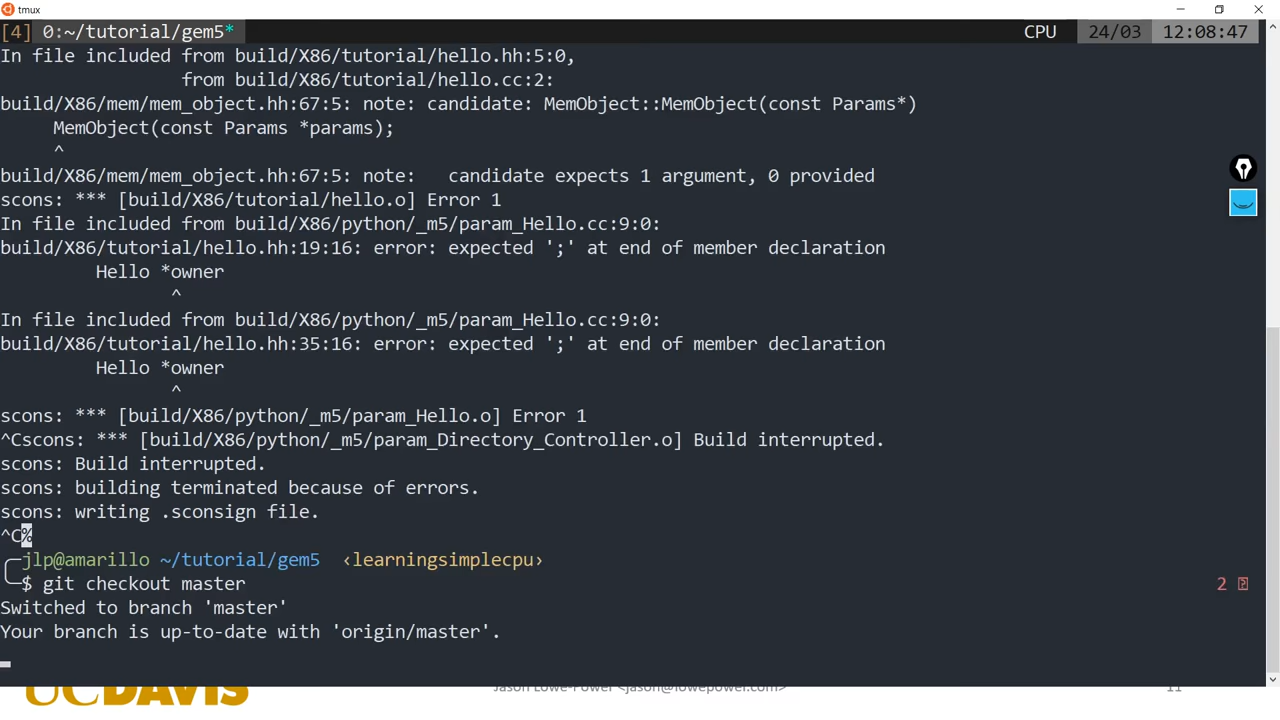 tmux
[4] 0:~/tutorial/gem5* CPU 24/03 12:08:47
In file included from build/X86/tutorial/hello.hh:5:0,
from build/X86/tutorial/hello.cc:2:
build/X86/mem/mem_object.hh:67:5: note: candidate: MemObject::MemObject(const Params*)
MemObject(const Params *params);
^
build/X86/mem/mem_object.hh:67:5: note:   candidate expects 1 argument, 0 provided
scons: *** [build/X86/tutorial/hello.o] Error 1
In file included from build/X86/python/_m5/param_Hello.cc:9:0:
build/X86/tutorial/hello.hh:19:16: error: expected ';' at end of member declaration
Hello *owner
^
In file included from build/X86/python/_m5/param_Hello.cc:9:0:
build/X86/tutorial/hello.hh:35:16: error: expected ';' at end of member declaration
Hello *owner
^
scons: *** [build/X86/python/_m5/param_Hello.o] Error 1
^Cscons: *** [build/X86/python/_m5/param_Directory_Controller.o] Build interrupted.
scons: Build interrupted.
scons: building terminated because of errors.
scons: writing .sconsign file.
^C%
jlp@amarillo ~/tutorial/gem5 ‹learningsimplecpu›
$ git checkout master 2
Switched to branch 'master'
Your branch is up-to-date with 'origin/master'.
UC DAVIS Jason Lowe-Power <jason@lowepower.com> 11